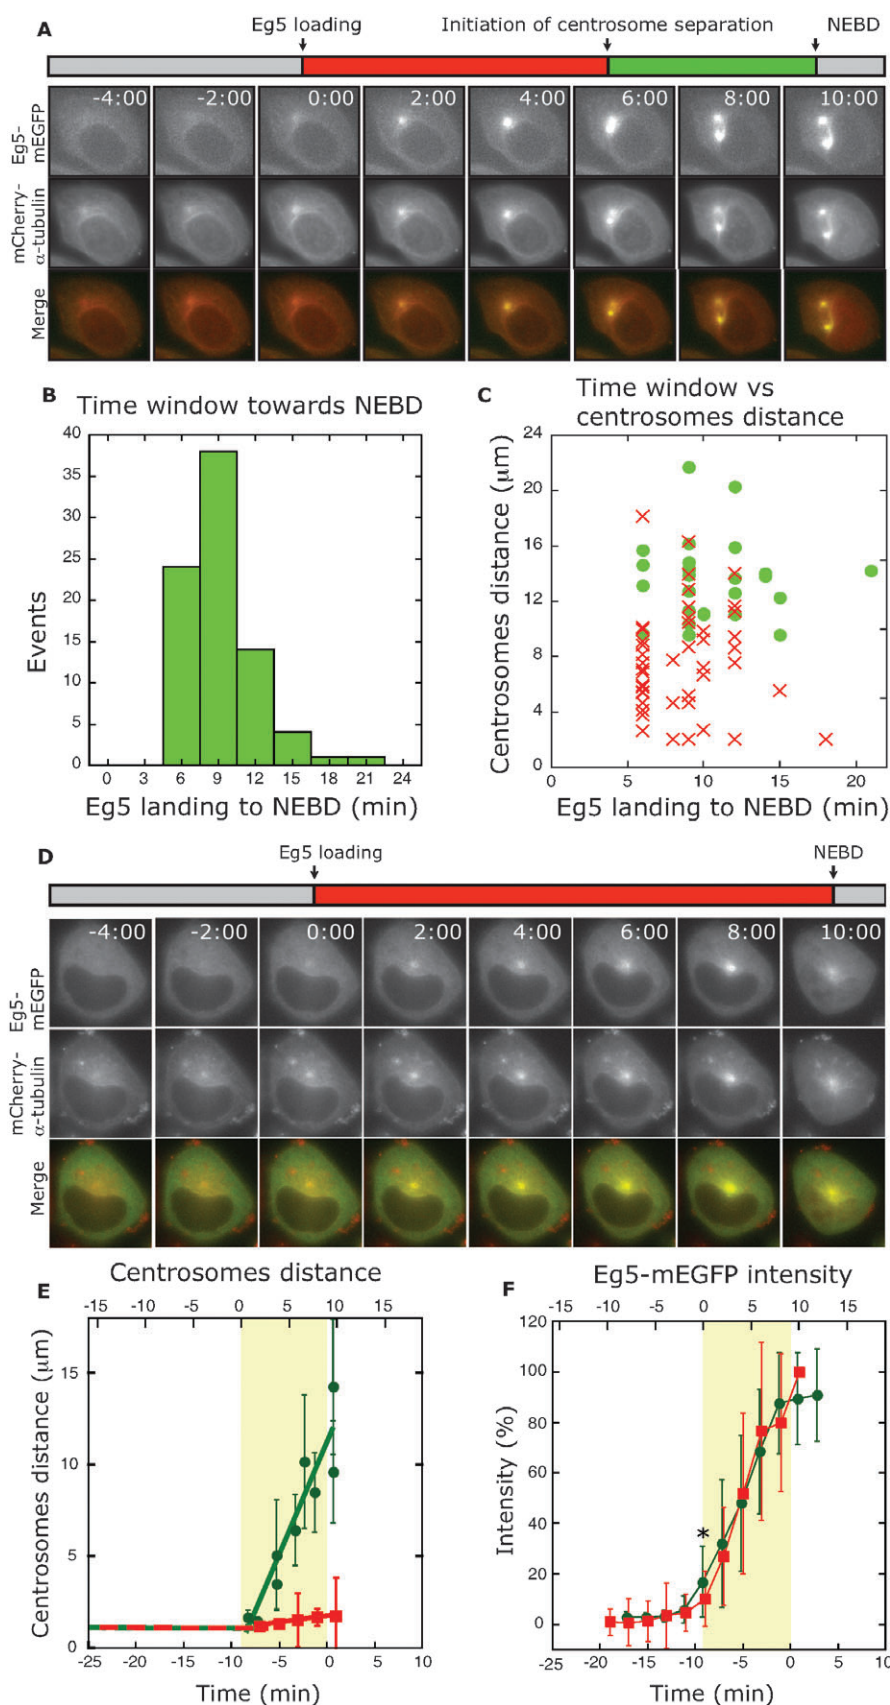 A
Eg5 loading
Initiation of centrosome separation
NEBD
-4:00
-2:00
0:00
2:00
4:00
6:00
8:00
10:00
Eg5-
mEGFP
mCherry-
α-tubulin
Merge
B
Time window towards NEBD
Events
40
35
30
25
20
15
10
5
0
0 3 6 9 12 15 18 21 24
Eg5 landing to NEBD (min)
C
Time window vs
centrosomes distance
Centrosomes distance (μm)
24
20
16
12
8
4
0
0 5 10 15 20
Eg5 landing to NEBD (min)
D
Eg5 loading
NEBD
-4:00
-2:00
0:00
2:00
4:00
6:00
8:00
10:00
Eg5-
mEGFP
mCherry-
α-tubulin
Merge
E
Centrosomes distance
-15 -10 -5 0 5 10 15
Centrosomes distance (μm)
15
10
5
0
-25 -20 -15 -10 -5 0 5 10
Time (min)
F
Eg5-mEGFP intensity
-15 -10 -5 0 5 10 15
Intensity (%)
120
100
80
60
40
20
0
*
-25 -20 -15 -10 -5 0 5 10
Time (min)